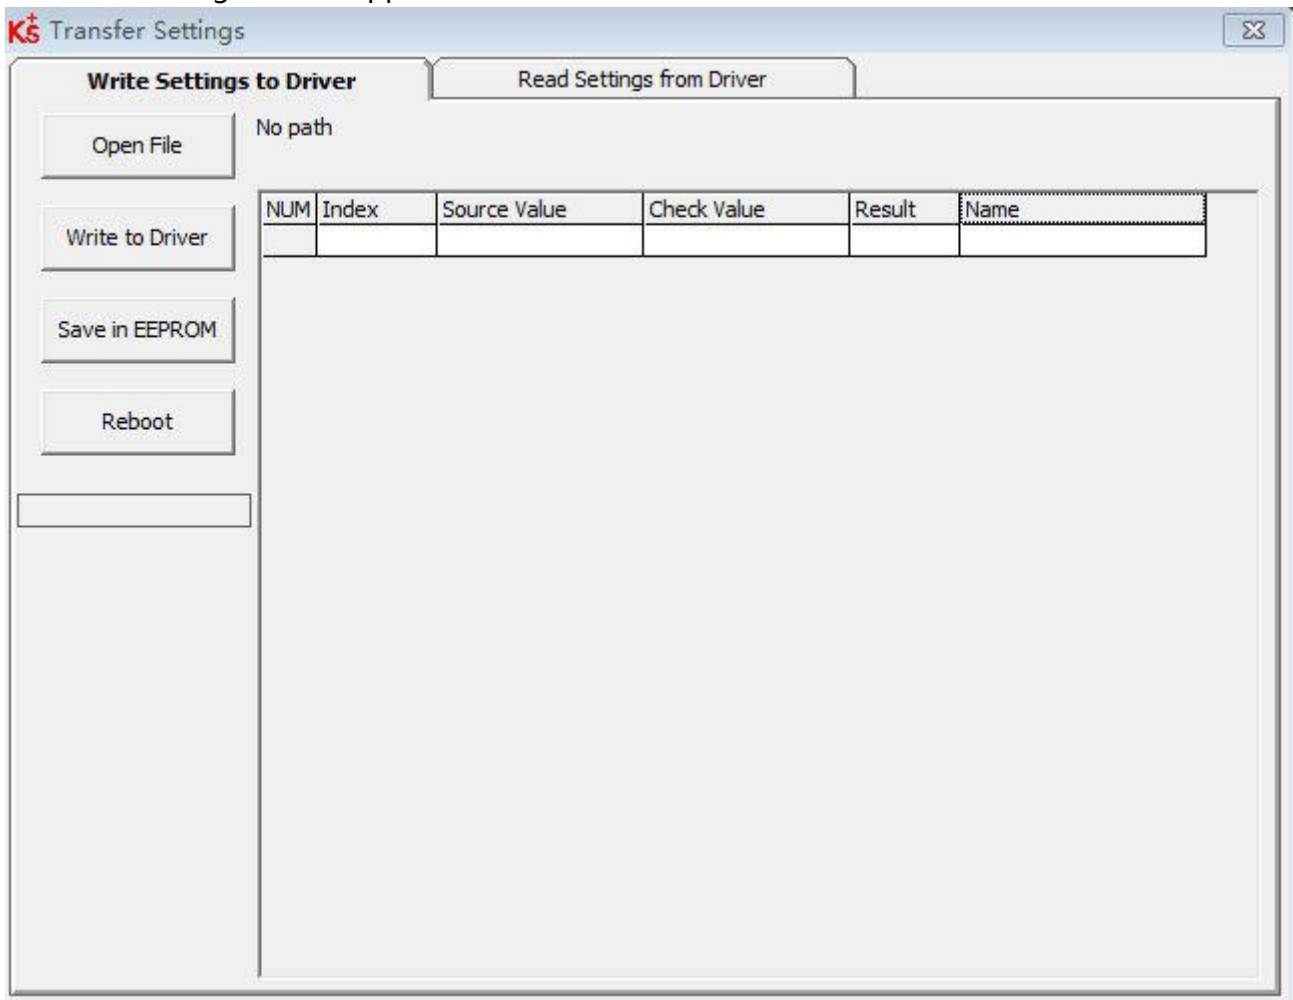 K+S Transfer Settings
Write Settings to Driver
Read Settings from Driver
Open File
No path
NUM Index Source Value Check Value Result Name
Write to Driver
Save in EEPROM
Reboot